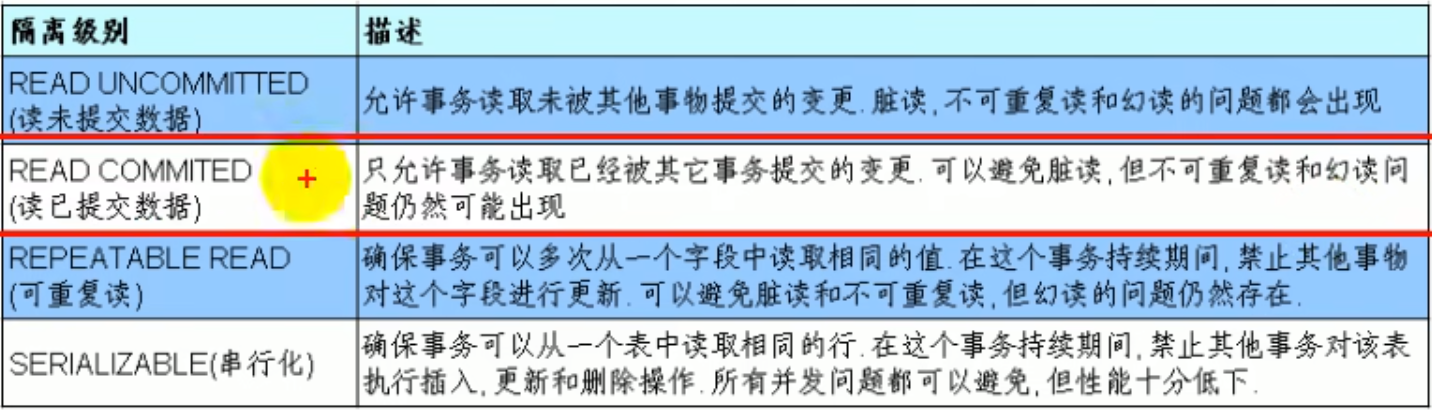 隔离级别
描述
READ UNCOMMITTED
(读未提交数据)
允许事务读取未被其他事物提交的变更.脏读,不可重复读和幻读的问题都会出现
READ COMMITED
(读已提交数据)
只允许事务读取已经被其它事务提交的变更.可以避免脏读,但不可重复读和幻读问
题仍然可能出现
REPEATABLE READ
(可重复读)
确保事务可以多次从一个字段中读取相同的值.在这个事务持续期间,禁止其他事物
对这个字段进行更新.可以避免脏读和不可重复读,但幻读的问题仍然存在.
SERIALIZABLE(串行化)
确保事务可以从一个表中读取相同的行.在这个事务持续期间,禁止其他事务对该表
执行插入,更新和删除操作.所有并发问题都可以避免,但性能十分低下.